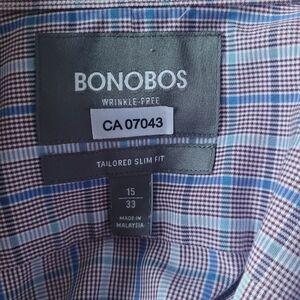 BONOBOS
WRINKLE-FREE
CA 07043
TAILORED SLIM FIT
15
33
MADE IN
MALAYSIA